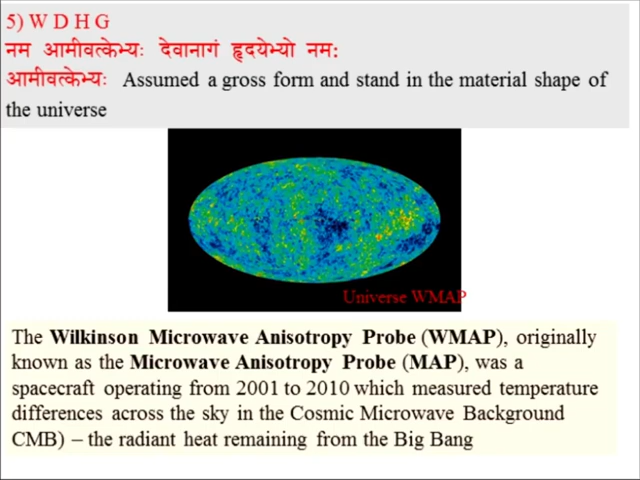 5) W D H G
नम आमीवत्केभ्यः देवानागं हृदयेभ्यो नमः
आमीवत्केभ्यः Assumed a gross form and stand in the material shape of
the universe
Universe WMAP
The Wilkinson Microwave Anisotropy Probe (WMAP), originally
known as the Microwave Anisotropy Probe (MAP), was a
spacecraft operating from 2001 to 2010 which measured temperature
differences across the sky in the Cosmic Microwave Background
CMB) – the radiant heat remaining from the Big Bang